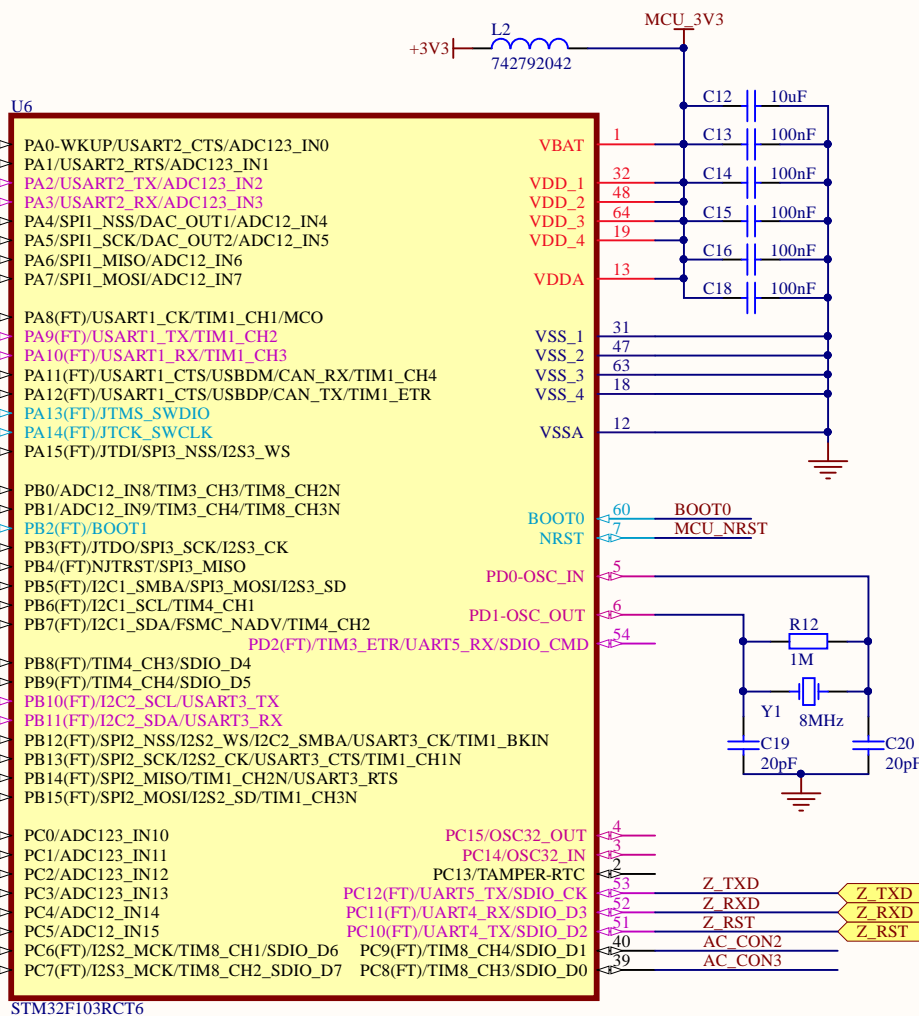 MCU_3V3
L2
+3V3
742792042
U6
C12 10uF
PA0-WKUP/USART2_CTS/ADC123_IN0 VBAT 1 C13 100nF
PA1/USART2_RTS/ADC123_IN1
PA2/USART2_TX/ADC123_IN2 VDD_1 32 C14 100nF
PA3/USART2_RX/ADC123_IN3 VDD_2 48
PA4/SPI1_NSS/DAC_OUT1/ADC12_IN4 VDD_3 64 C15 100nF
PA5/SPI1_SCK/DAC_OUT2/ADC12_IN5 VDD_4 19
PA6/SPI1_MISO/ADC12_IN6 C16 100nF
PA7/SPI1_MOSI/ADC12_IN7 VDDA 13
C18 100nF
PA8(FT)/USART1_CK/TIM1_CH1/MCO
PA9(FT)/USART1_TX/TIM1_CH2 VSS_1 31
PA10(FT)/USART1_RX/TIM1_CH3 VSS_2 47
PA11(FT)/USART1_CTS/USBDM/CAN_RX/TIM1_CH4 VSS_3 63
PA12(FT)/USART1_CTS/USBDP/CAN_TX/TIM1_ETR VSS_4 18
PA13(FT)/JTMS_SWDIO
PA14(FT)/JTCK_SWCLK VSSA 12
PA15(FT)/JTDI/SPI3_NSS/I2S3_WS
PB0/ADC12_IN8/TIM3_CH3/TIM8_CH2N
PB1/ADC12_IN9/TIM3_CH4/TIM8_CH3N BOOT0 60 BOOT0
PB2(FT)/BOOT1 NRST 7 MCU_NRST
PB3(FT)/JTDO/SPI3_SCK/I2S3_CK
PB4/(FT)NJTRST/SPI3_MISO PD0-OSC_IN 5
PB5(FT)/I2C1_SMBA/SPI3_MOSI/I2S3_SD
PB6(FT)/I2C1_SCL/TIM4_CH1 PD1-OSC_OUT 6
PB7(FT)/I2C1_SDA/FSMC_NADV/TIM4_CH2 R12
PD2(FT)/TIM3_ETR/UART5_RX/SDIO_CMD 54
PB8(FT)/TIM4_CH3/SDIO_D4 1M
PB9(FT)/TIM4_CH4/SDIO_D5
PB10(FT)/I2C2_SCL/USART3_TX Y1
PB11(FT)/I2C2_SDA/USART3_RX 8MHz
PB12(FT)/SPI2_NSS/I2S2_WS/I2C2_SMBA/USART3_CK/TIM1_BKIN C19 C20
PB13(FT)/SPI2_SCK/I2S2_CK/USART3_CTS/TIM1_CH1N 20pF 20pF
PB14(FT)/SPI2_MISO/TIM1_CH2N/USART3_RTS
PB15(FT)/SPI2_MOSI/I2S2_SD/TIM1_CH3N
PC0/ADC123_IN10 PC15/OSC32_OUT 4
PC1/ADC123_IN11 PC14/OSC32_IN 3
PC2/ADC123_IN12 PC13/TAMPER-RTC 2
PC3/ADC123_IN13 PC12(FT)/UART5_TX/SDIO_CK 53 Z_TXD Z_TXD
PC4/ADC12_IN14 PC11(FT)/UART4_RX/SDIO_D3 52 Z_RXD Z_RXD
PC5/ADC12_IN15 PC10(FT)/UART4_TX/SDIO_D2 51 Z_RST Z_RST
PC6(FT)/I2S2_MCK/TIM8_CH1/SDIO_D6 PC9(FT)/TIM8_CH4/SDIO_D1 40 AC_CON2
PC7(FT)/I2S3_MCK/TIM8_CH2_SDIO_D7 PC8(FT)/TIM8_CH3/SDIO_D0 39 AC_CON3
STM32F103RCT6